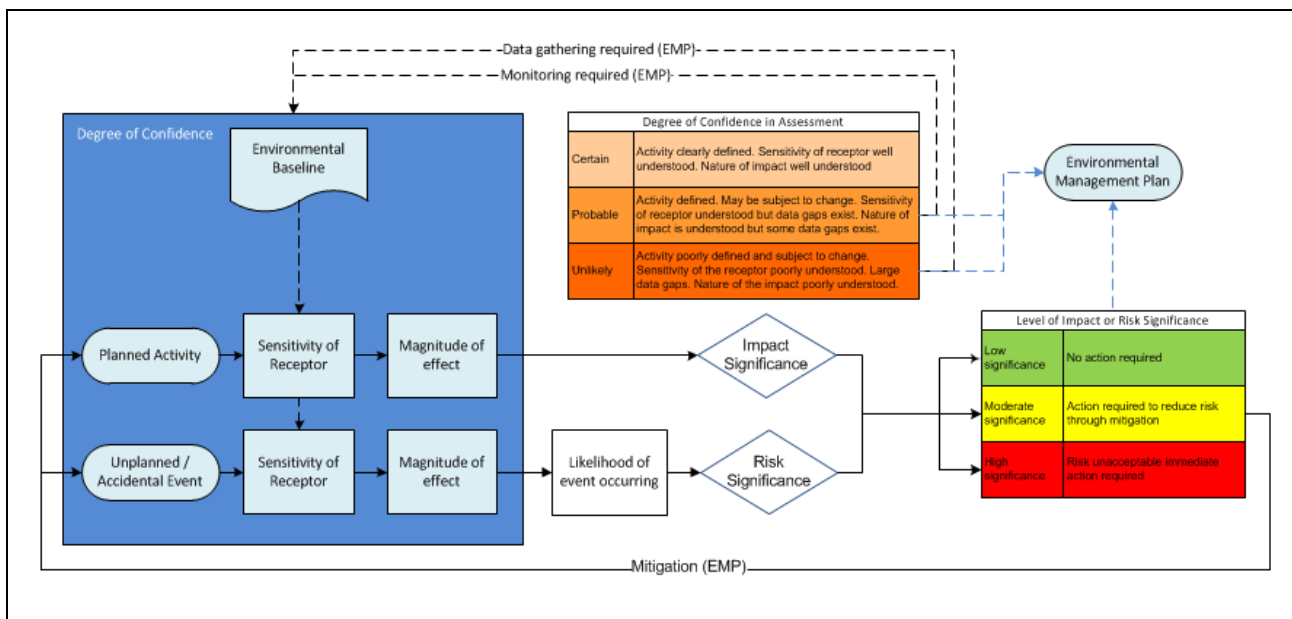 Data gathering required (EMP)
Monitoring required (EMP)
Degree of Confidence
Environmental
Baseline
Degree of Confidence in Assessment
Certain
Activity clearly defined. Sensitivity of receptor well
understood. Nature of impact well understood
Probable
Activity defined. May be subject to change. Sensitivity
of receptor understood but data gaps exist. Nature of
impact is understood but some data gaps exist.
Unlikely
Activity poorly defined and subject to change.
Sensitivity of the receptor poorly understood. Large
data gaps. Nature of the impact poorly understood.
Environmental
Management Plan
Planned Activity
Sensitivity of
Receptor
Magnitude of
effect
Impact
Significance
Level of Impact or Risk Significance
Low
significance
No action required
Moderate
significance
Action required to reduce risk
through mitigation
High
significance
Risk unacceptable immediate
action required
Unplanned /
Accidental Event
Sensitivity of
Receptor
Magnitude of
effect
Likelihood of
event occurring
Risk
Significance
Mitigation (EMP)